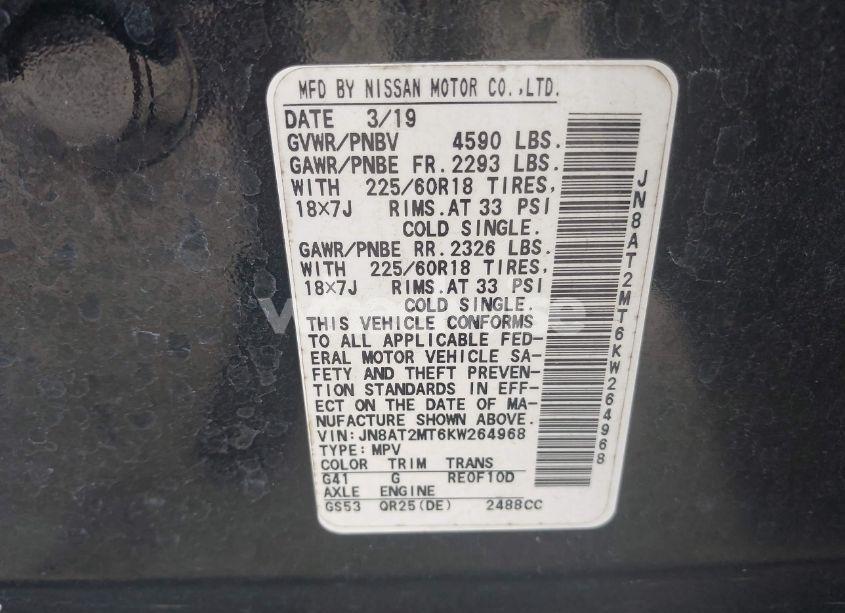 MFD BY NISSAN MOTOR CO.,LTD.
DATE 3/19
GVWR/PNBV 4590 LBS.
GAWR/PNBE FR. 2293 LBS.
WITH 225/60R18 TIRES,
18×7J RIMS.AT 33 PSI
COLD SINGLE.
GAWR/PNBE RR. 2326 LBS.
WITH 225/60R18 TIRES,
18×7J RIMS.AT 33 PSI
COLD SINGLE.
THIS VEHICLE CONFORMS
TO ALL APPLICABLE FED-
ERAL MOTOR VEHICLE SA-
FETY AND THEFT PREVEN-
TION STANDARDS IN EFF-
ECT ON THE DATE OF MA-
NUFACTURE SHOWN ABOVE.
VIN: JN8AT2MT6KW264968
TYPE: MPV
COLOR TRIM TRANS
G41 G RE0F10D
AXLE ENGINE
GS53 QR25(DE) 2488CC
JN8AT2MT6KW264968